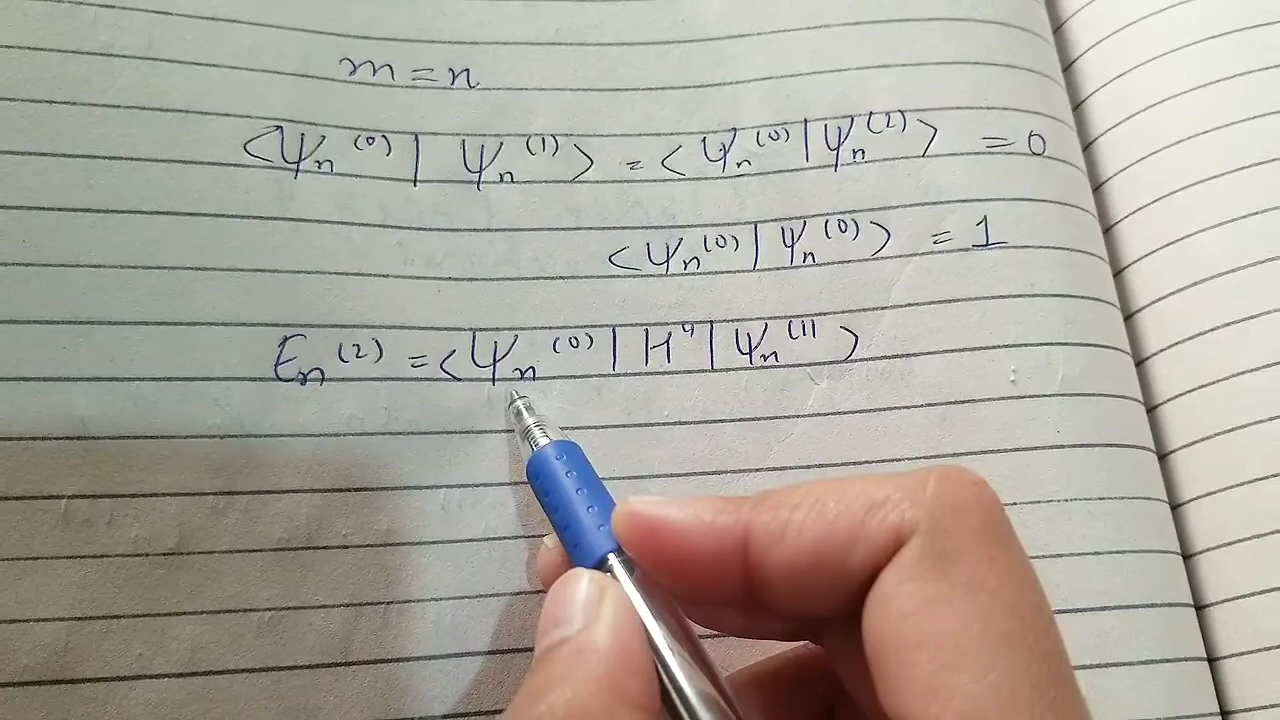 m = n
<ψn^(0) | ψn^(1)> = <ψn^(0) | ψn^(2)> = 0
<ψn^(0) | ψn^(0)> = 1
En^(2) = <ψn^(0) | H" | ψn^(1)>